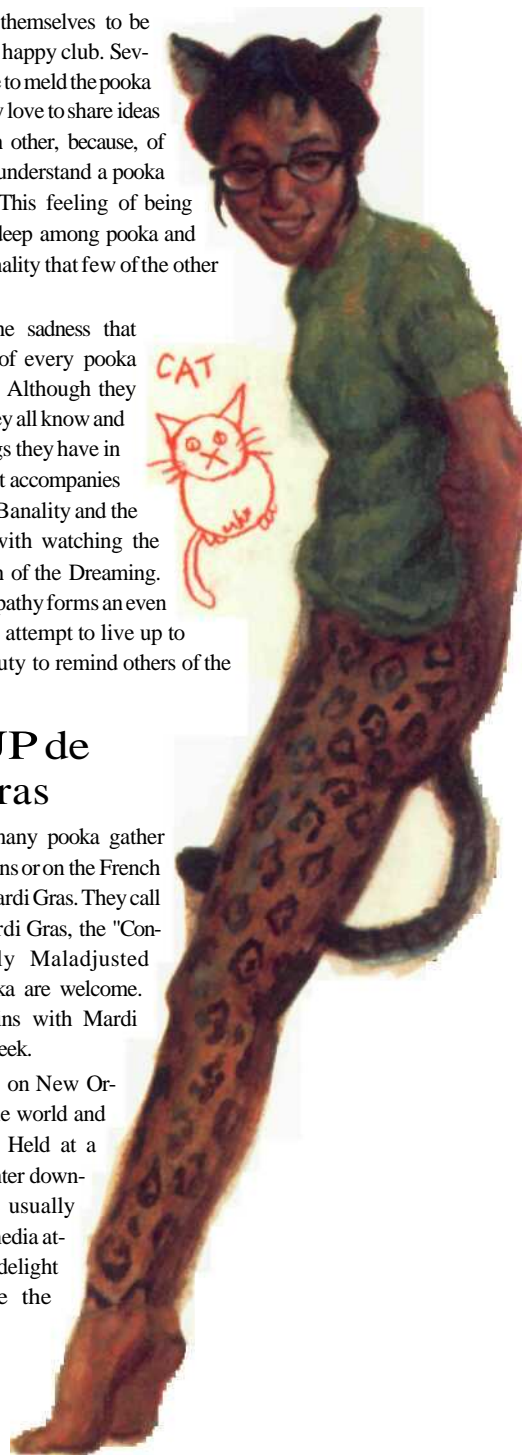 themselves to be
happy club. Sev-
e to meld the pooka
y love to share ideas
h other, because, of
understand a pooka
This feeling of being
deep among pooka and
nality that few of the other
he sadness that
of every pooka
Although they
ey all know and
gs they have in
t accompanies
Banality and the
with watching the
n of the Dreaming.
pathy forms an even
attempt to live up to
uty to remind others of the
CAT
UP de
ras
many pooka gather
ns or on the French
ardi Gras. They call
rdi Gras, the "Con-
ly Maladjusted
ka are welcome.
ins with Mardi
eek.
on New Or-
e world and
Held at a
nter down-
usually
nedia at-
delight
e the